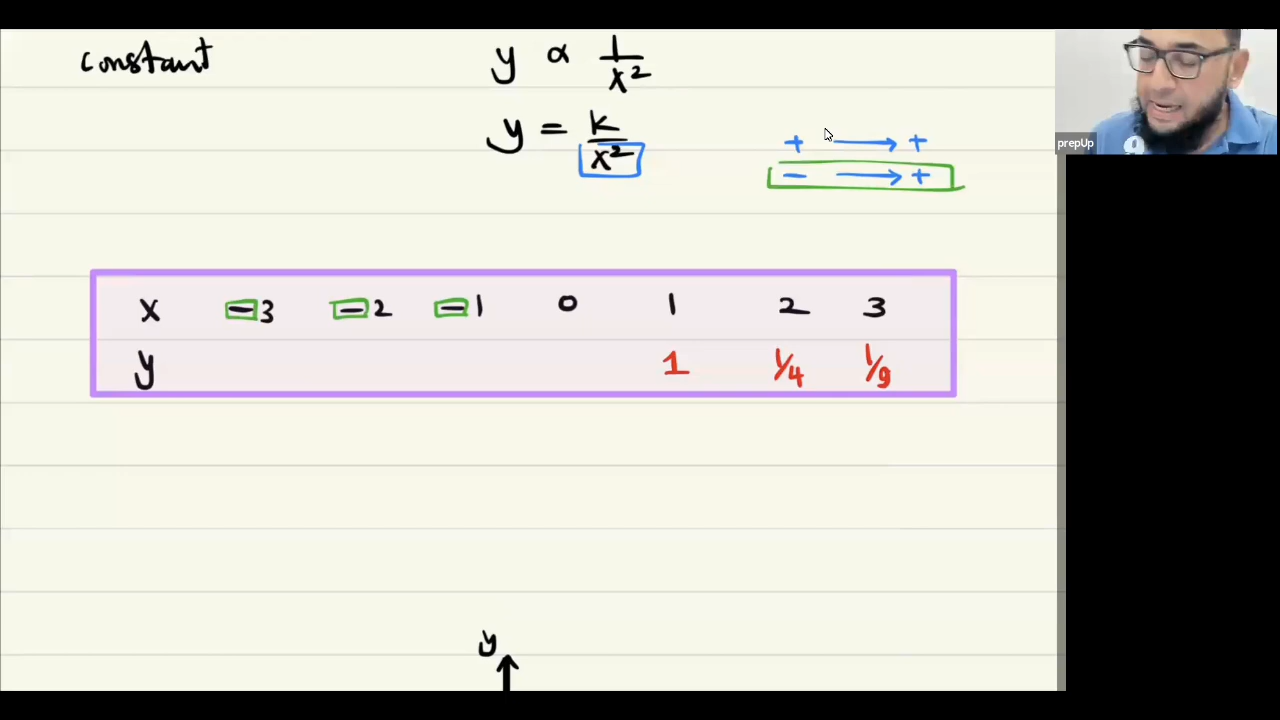 constant
y ∝ 1/x²
y = k/x²
+ → +
- → +
prepUp
x -3 -2 -1 0 1 2 3
y 1 1/4 1/9
y